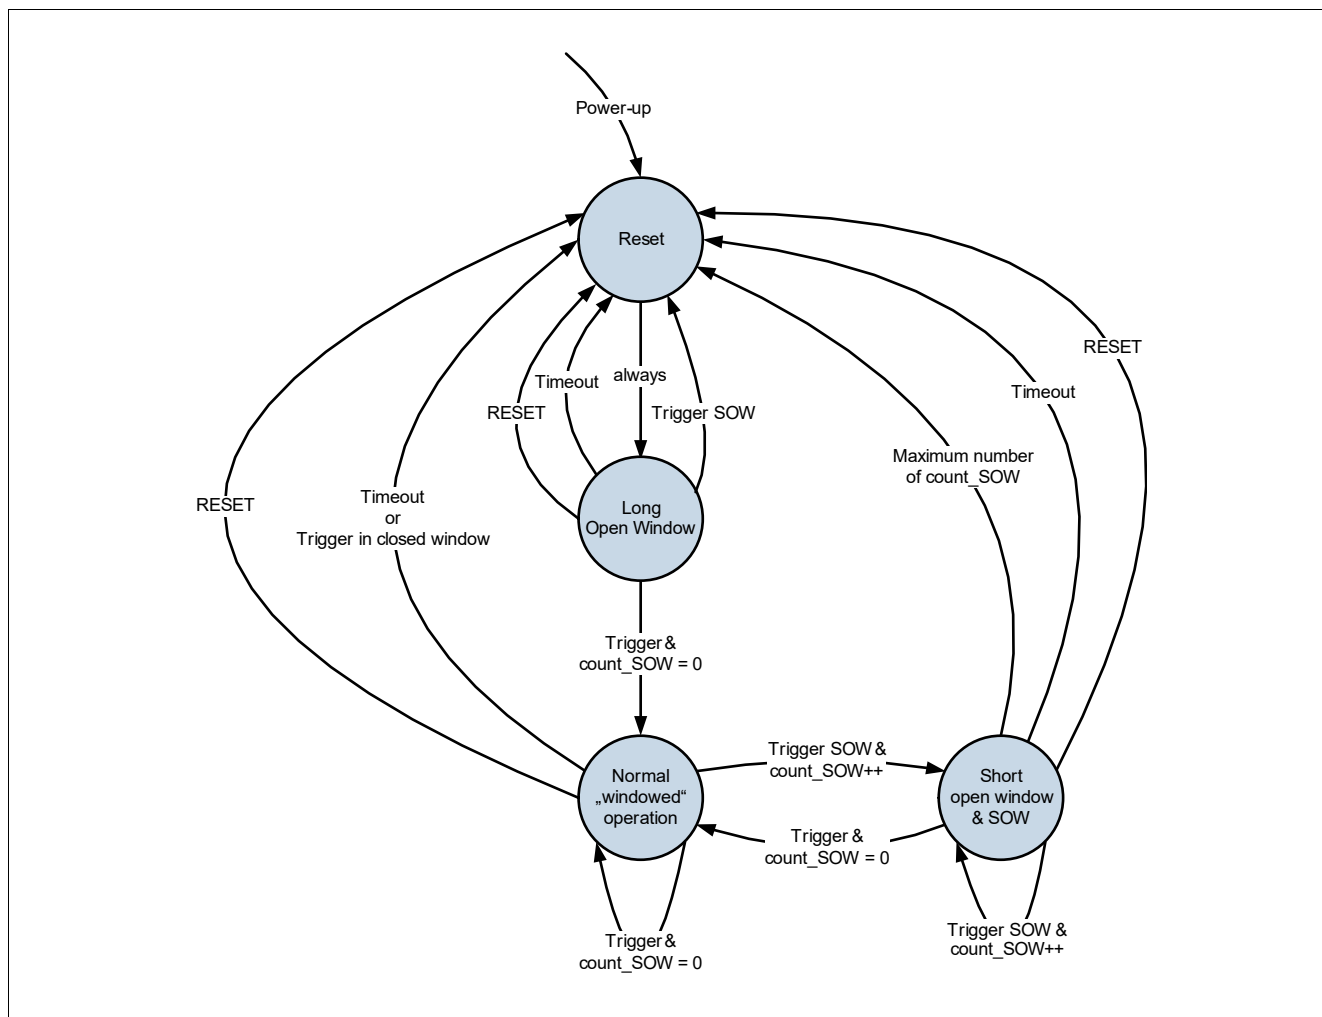 Power-up
Reset
RESET
Timeout
always
Timeout
RESET
Trigger SOW
Maximum number
of count_SOW
RESET
Timeout
or
Trigger in closed window
Long
Open Window
Trigger &
count_SOW = 0
Normal
„windowed“
operation
Trigger SOW &
count_SOW++
Short
open window
& SOW
Trigger &
count_SOW = 0
Trigger &
count_SOW = 0
Trigger SOW &
count_SOW++